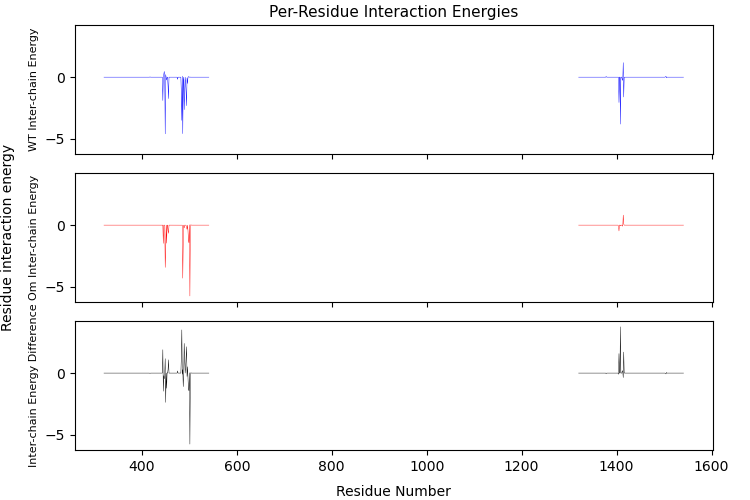 Per-Residue Interaction Energies
Residue interaction energy
WT Inter-chain Energy
0
−5
Om Inter-chain Energy
0
−5
Inter-chain Energy Difference
0
−5
400
600
800
1000
1200
1400
1600
Residue Number